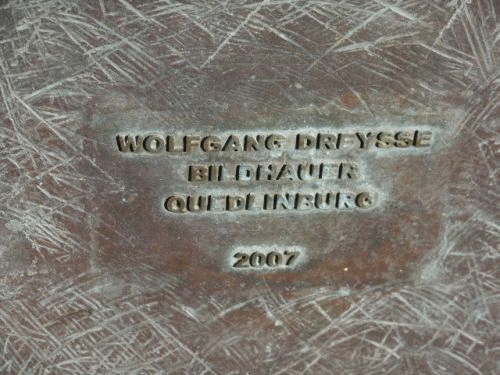 WOLFGANG DREYSSE
BILDHAUER
QUEDLINBURG
2007